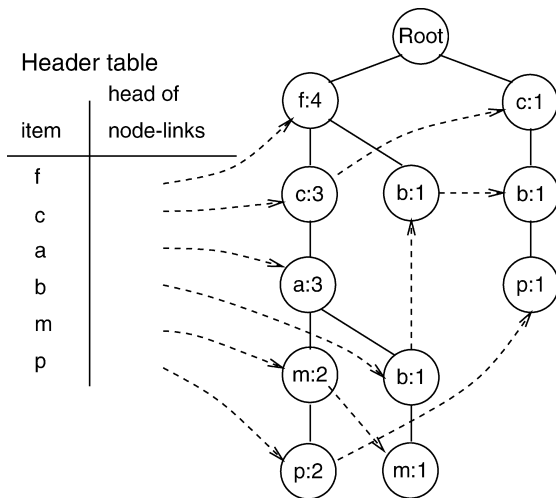 Root
Header table
head of
item node-links
f:4
c:1
f
c
a
b
m
p
c:3
b:1
b:1
a:3
p:1
m:2
b:1
p:2
m:1